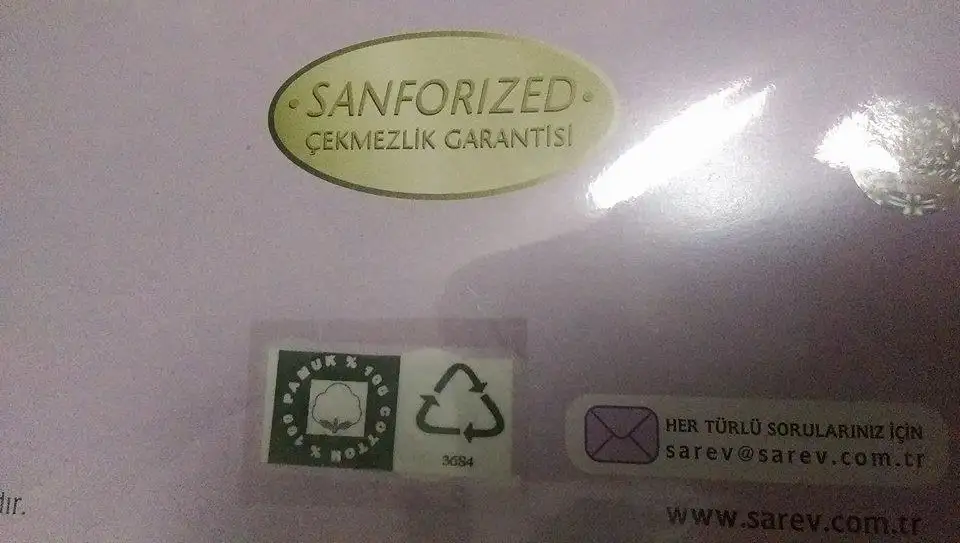 • SANFORIZED •
ÇEKMEZLİK GARANTİSİ
% 100 PAMUK % 100 COTTON
3684
HER TÜRLÜ SORULARINIZ İÇİN
sarev@sarev.com.tr
dır.
www.sarev.com.tr